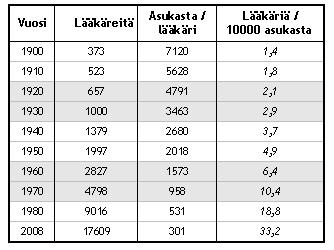 Vuosi Lääkäreitä Asukasta / lääkäri Lääkäriä / 10000 asukasta
1900 373 7120 1,4
1910 523 5628 1,8
1920 657 4791 2,1
1930 1000 3463 2,9
1940 1379 2680 3,7
1950 1997 2018 4,9
1960 2827 1573 6,4
1970 4798 958 10,4
1980 9016 531 18,8
2008 17609 301 33,2